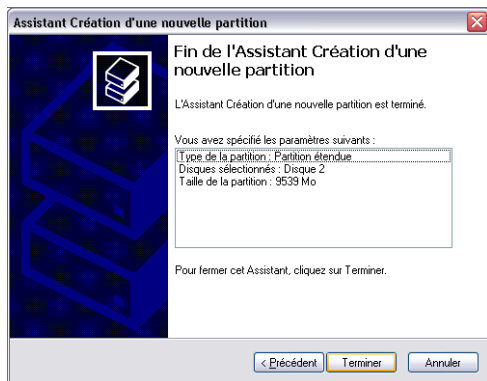 Assistant Création d'une nouvelle partition
Fin de l'Assistant Création d'une
nouvelle partition
L'Assistant Création d'une nouvelle partition est terminé.
Vous avez spécifié les paramètres suivants :
Type de la partition : Partition étendue
Disques sélectionnés : Disque 2
Taille de la partition : 9539 Mo
Pour fermer cet Assistant, cliquez sur Terminer.
< Précédent
Terminer
Annuler